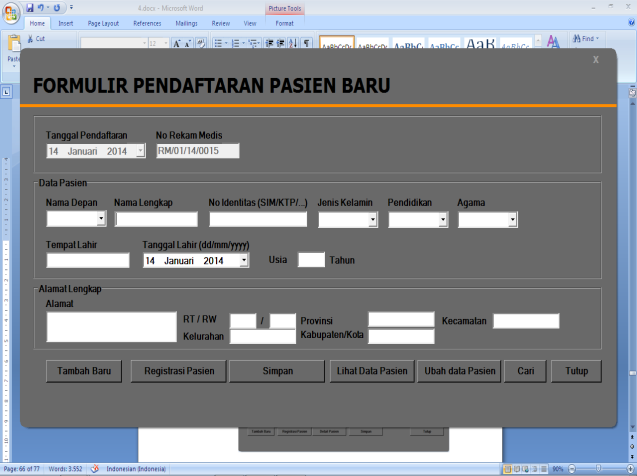 4.docx - Microsoft Word
Picture Tools
Home Insert Page Layout References Mailings Review View Format
Cut
Find
FORMULIR PENDAFTARAN PASIEN BARU
X
Tanggal Pendaftaran No Rekam Medis
14 Januari 2014 RM/01/14/0015
Data Pasien
Nama Depan Nama Lengkap No Identitas (SIM/KTP/...) Jenis Kelamin Pendidikan Agama
Tempat Lahir Tanggal Lahir (dd/mm/yyyy)
14 Januari 2014 Usia Tahun
Alamat Lengkap
Alamat
RT / RW / Provinsi Kecamatan
Kelurahan Kabupaten/Kota
Tambah Baru Registrasi Pasien Simpan Lihat Data Pasien Ubah data Pasien Cari Tutup
Page: 66 of 77 Words: 3.552 Indonesian (Indonesia) 90%